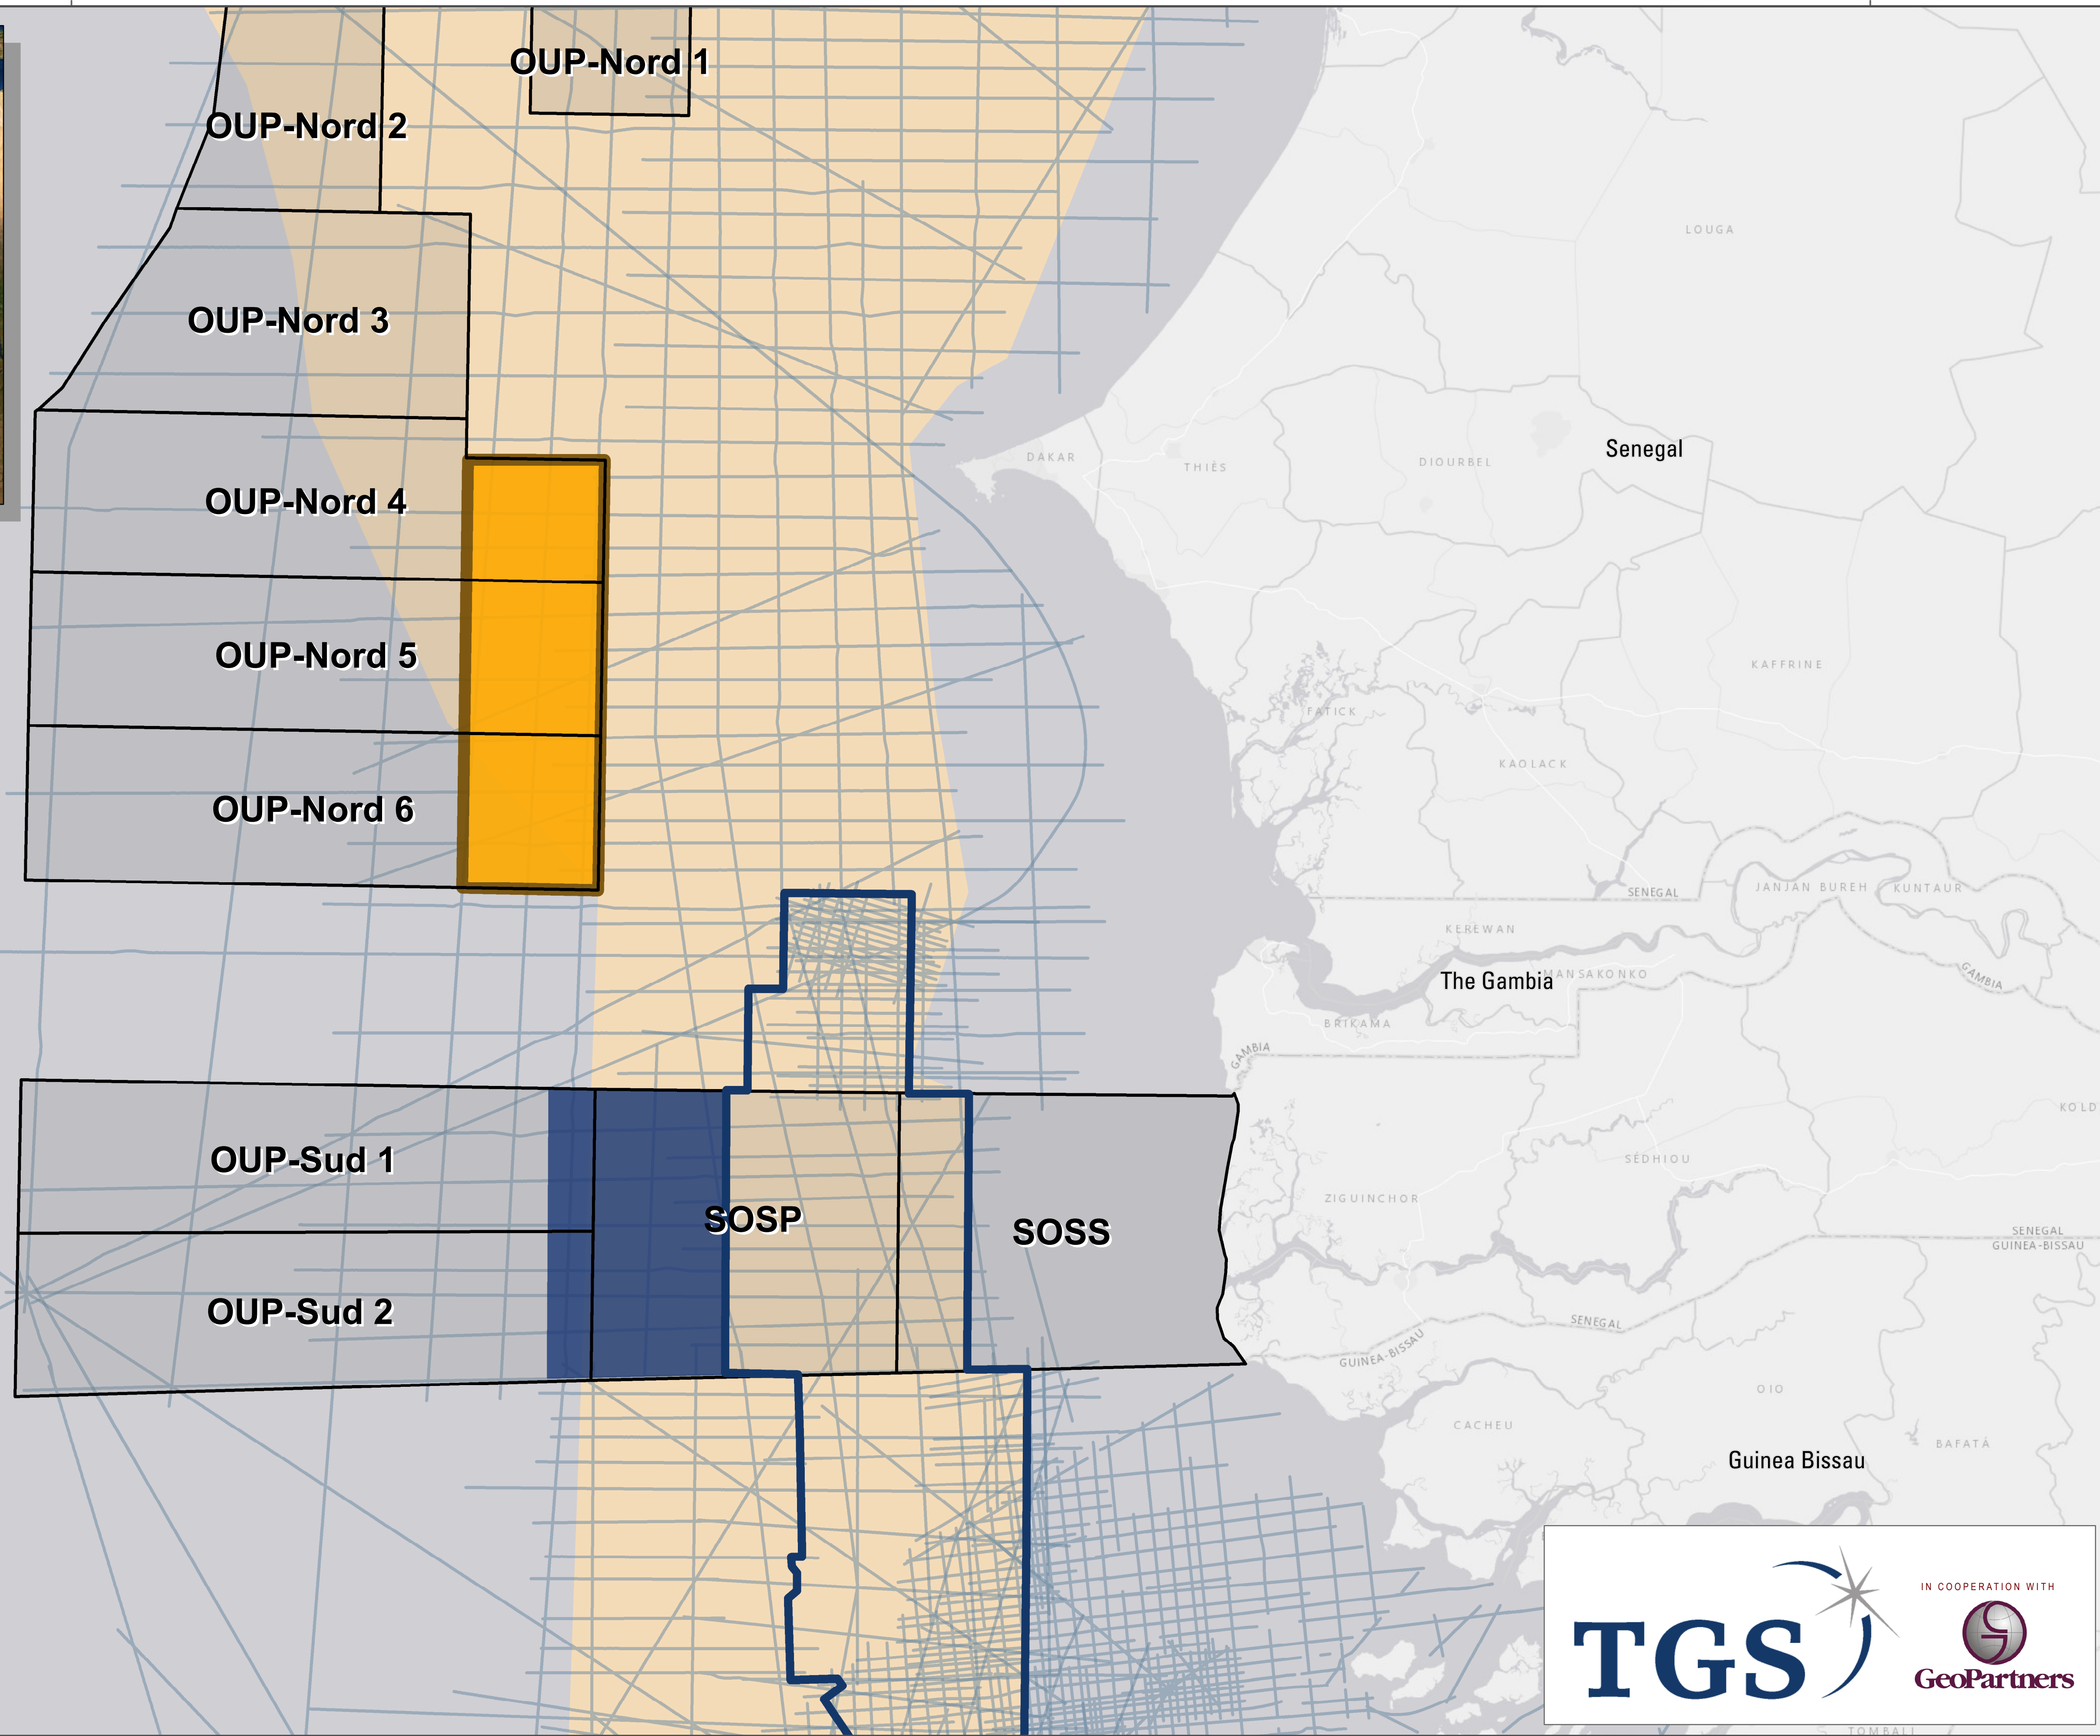 OUP-Nord 1
OUP-Nord 2
LOUGA
OUP-Nord 3
Senegal
DAKAR
THIÈS
DIOURBEL
OUP-Nord 4
OUP-Nord 5
KAFFRINE
FATICK
KAOLACK
OUP-Nord 6
SENEGAL
JANJAN BUREH
KUNTAUR
KEREWAN
The Gambia
MANSAKONKO
GAMBIA
BRIKAMA
GAMBIA
KOLD
OUP-Sud 1
SÉDHIOU
ZIGUINCHOR
SOSP
SOSS
SENEGAL
GUINEA-BISSAU
OUP-Sud 2
SENEGAL
GUINEA-BISSAU
OIO
CACHEU
BAFATÁ
Guinea Bissau
IN COOPERATION WITH
TGS
GeoPartners
TOMBALI